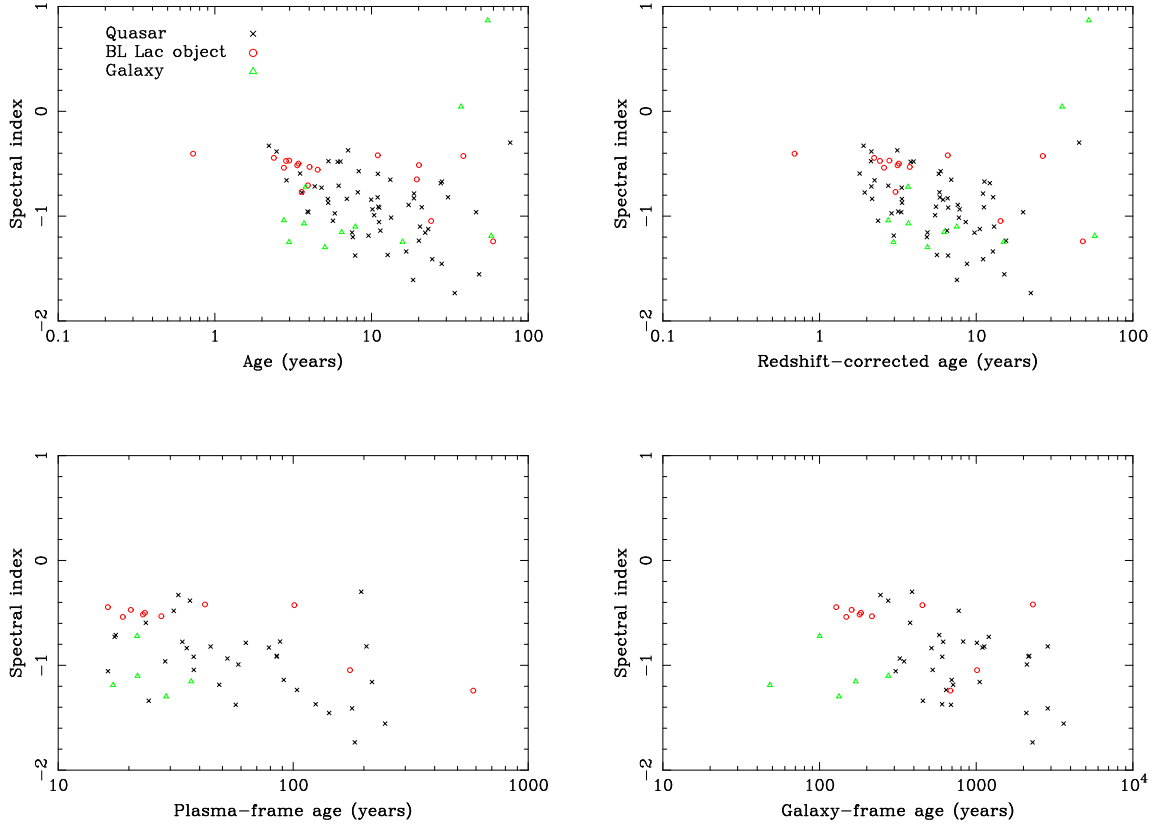 1
0
−1
−2
Spectral index
Quasar
BL Lac object
Galaxy
0.1 1 10 100
Age (years)
1
0
−1
−2
Spectral index
0.1 1 10 100
Redshift−corrected age (years)
1
0
−1
−2
Spectral index
10 100 1000
Plasma−frame age (years)
1
0
−1
−2
Spectral index
10 100 1000 10⁴
Galaxy−frame age (years)